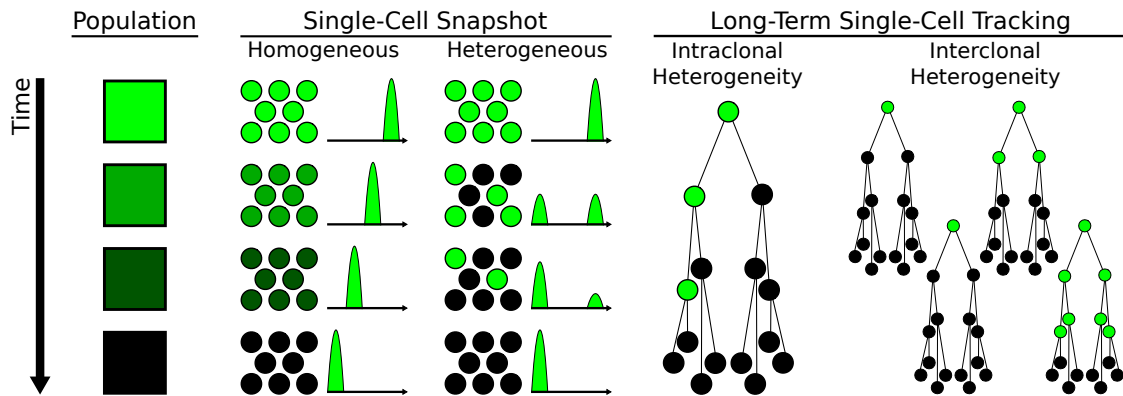 Population
Single-Cell Snapshot
Long-Term Single-Cell Tracking
Homogeneous
Heterogeneous
Intraclonal
Heterogeneity
Interclonal
Heterogeneity
Time